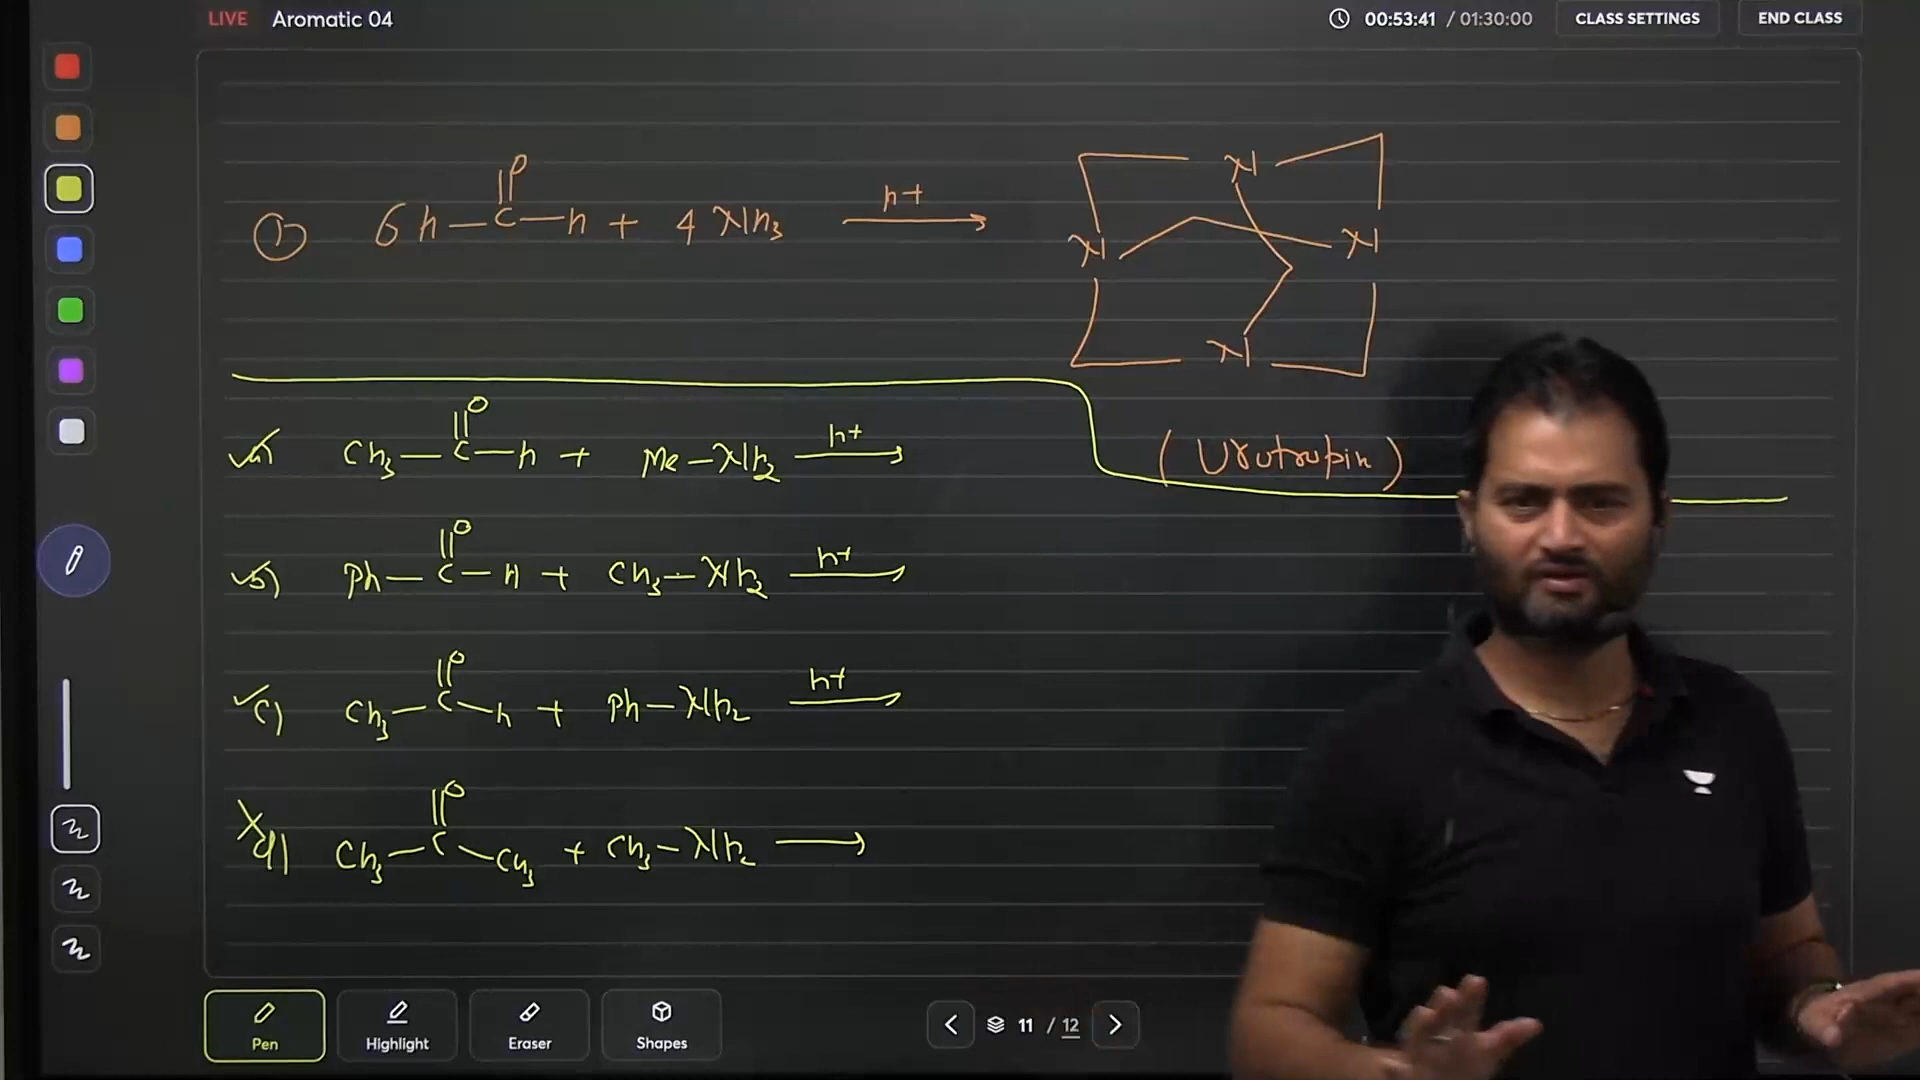 LIVE Aromatic 04 00:53:41 / 01:30:00 CLASS SETTINGS END CLASS
① 6 H–C(=O)–H + 4 NH3 —H+→
N
N N
N
(Urutrupin)
✓a) CH3–C(=O)–H + Me–NH2 —H+→
✓b) Ph–C(=O)–H + CH3–NH2 —H+→
✓c) CH3–C(=O)–H + Ph–NH2 —H+→
✗d) CH3–C(=O)–CH3 + CH3–NH2 →
Pen Highlight Eraser Shapes 11 / 12